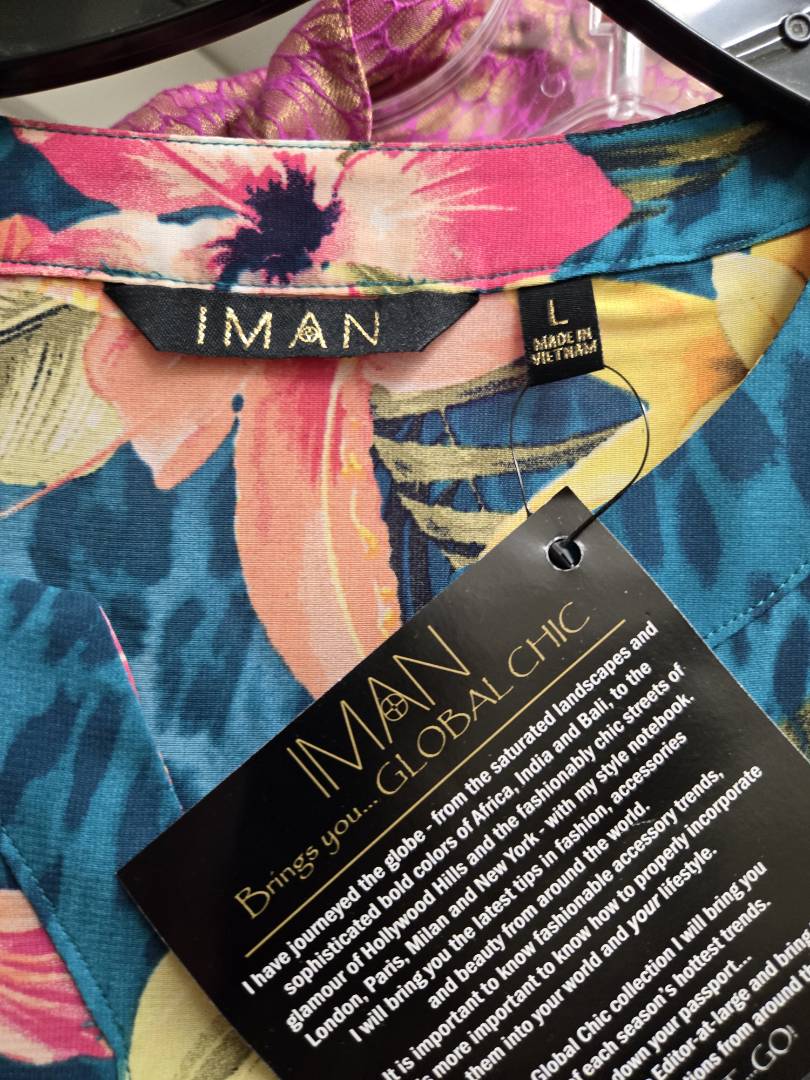 IMAN
L
MADE IN
VIETNAM
IMAN
Brings you... GLOBAL CHIC
I have journeyed the globe - from the saturated landscapes and
sophisticated bold colors of Africa, India and Bali, to the
glamour of Hollywood Hills and the fashionably chic streets of
London, Paris, Milan and New York - with my style notebook.
I will bring you the latest tips in fashion, accessories
and beauty from around the world.
It is important to know fashionable accessory trends,
more important to know how to properly incorporate
them into your world and your lifestyle.
Global Chic collection I will bring you
of each season's hottest trends.
down your passport...
Editor-at-large and bring
from around
...GO!